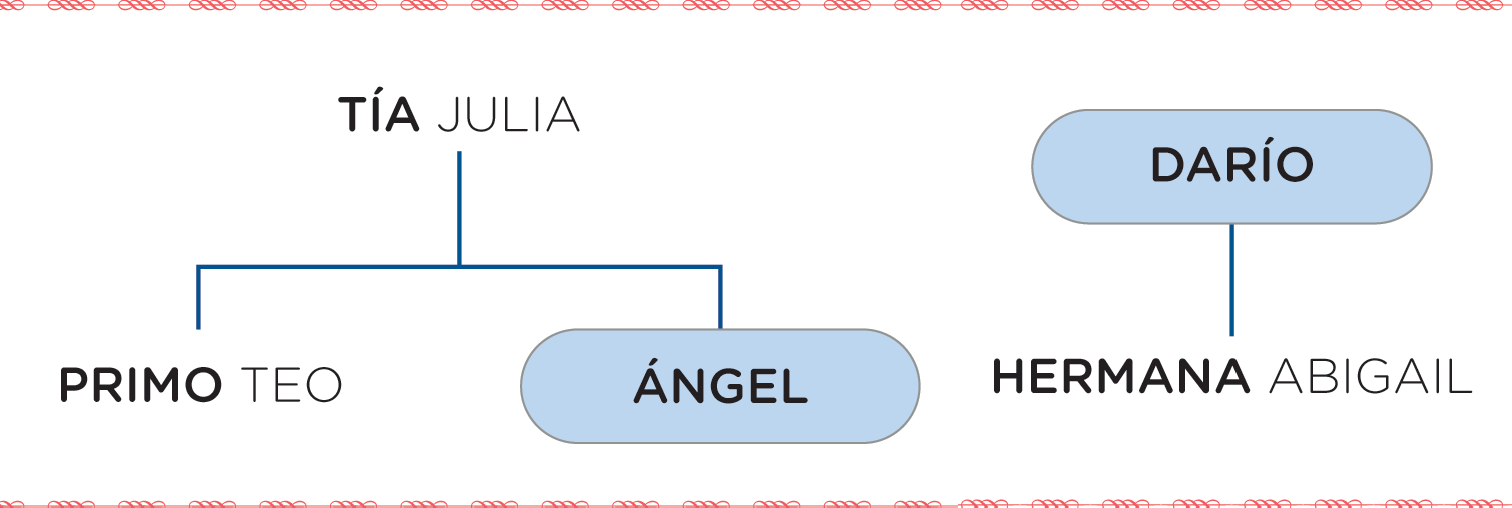 TÍA JULIA
DARÍO
PRIMO TEO
ÁNGEL
HERMANA ABIGAIL